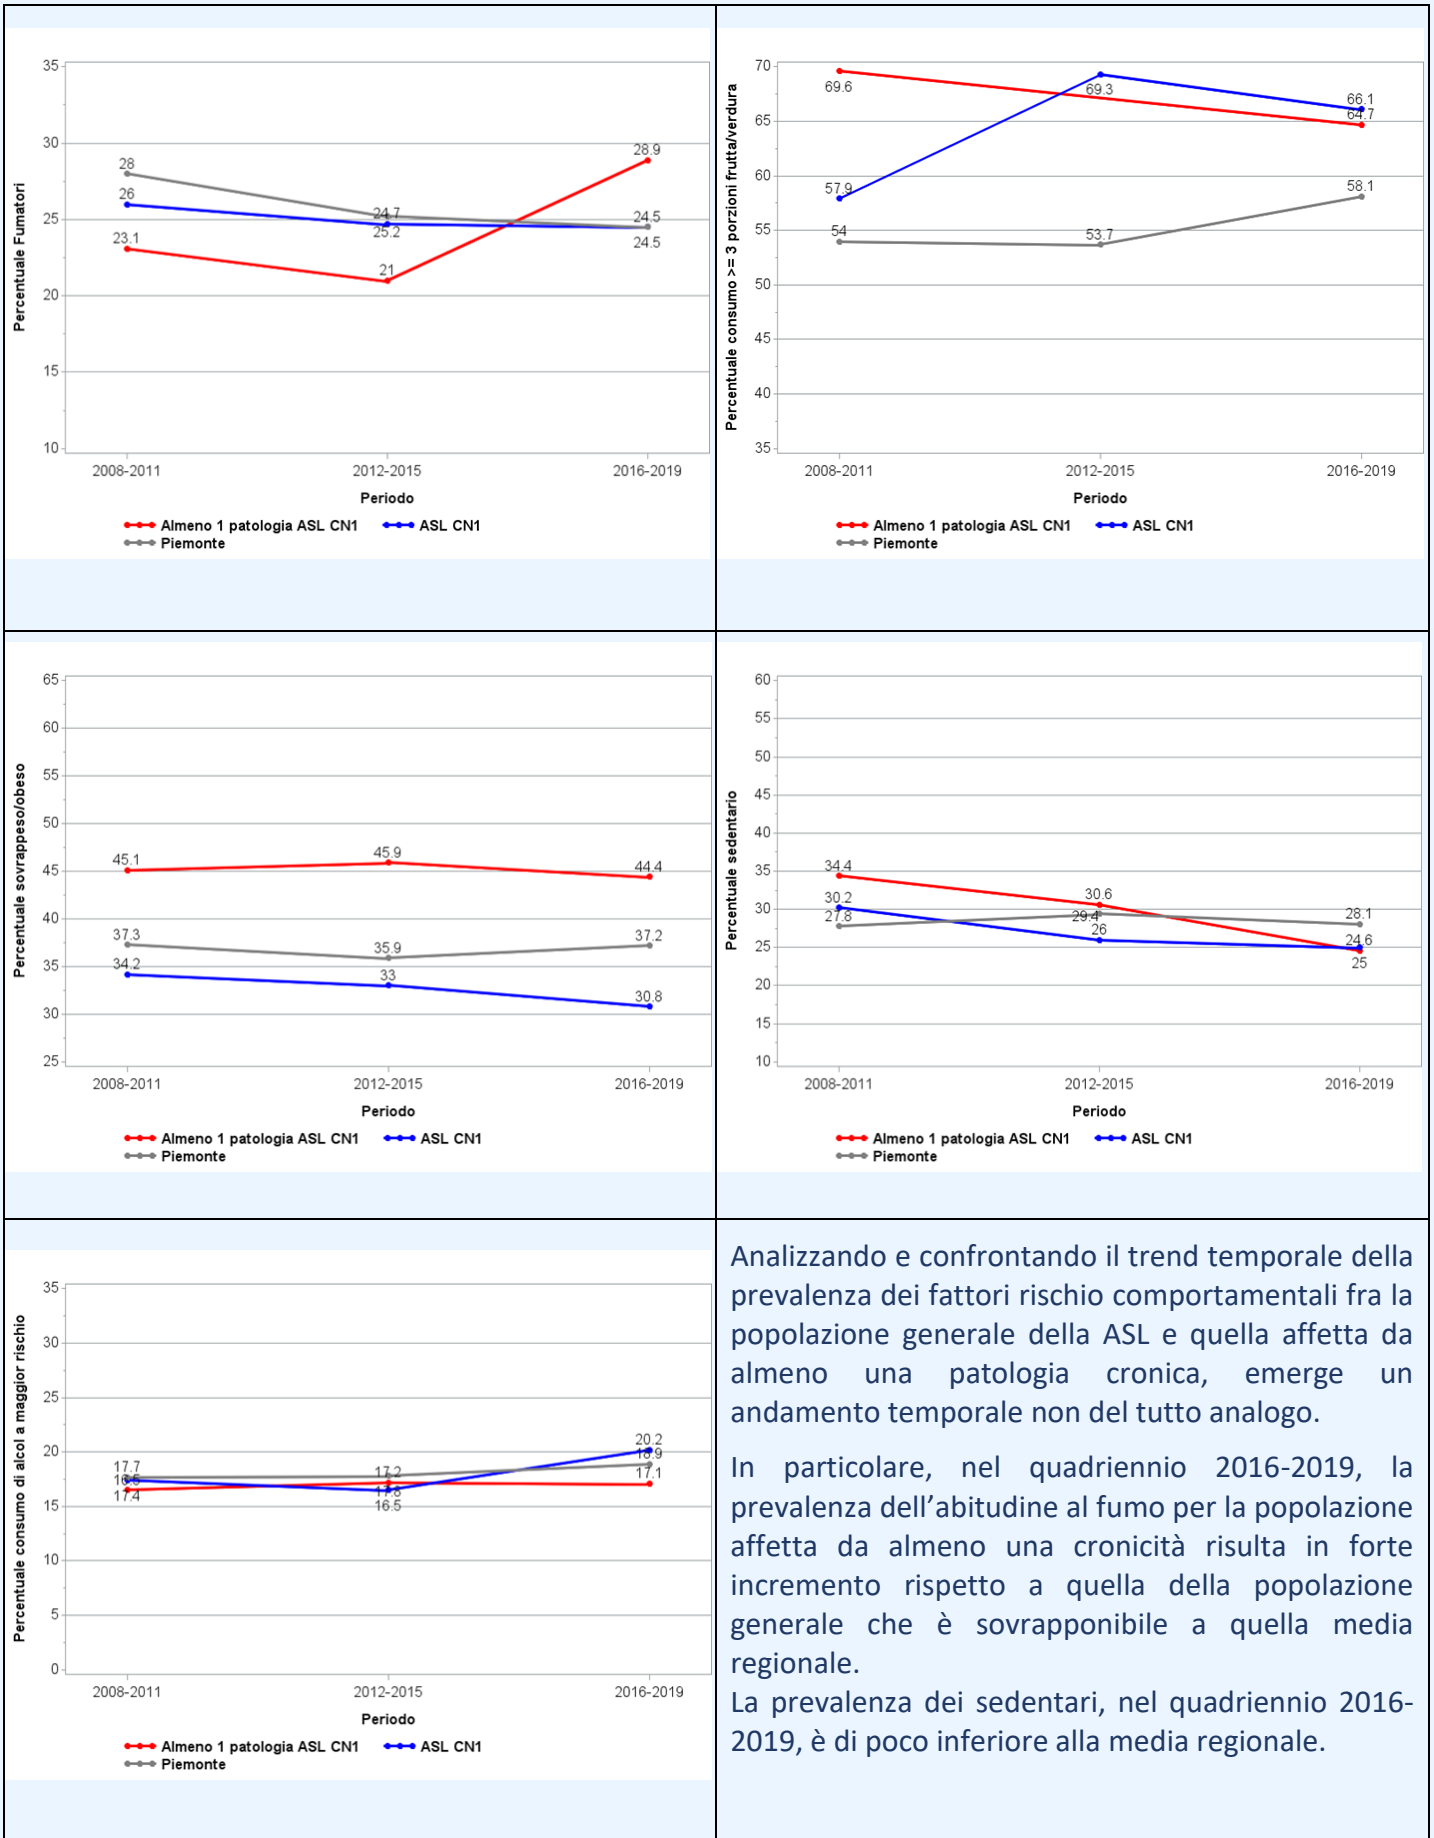 35
30
25
20
15
10
Percentuale Fumatori
28
26
23.1
24.7
25.2
21
28.9
24.5
24.5
2008-2011 2012-2015 2016-2019
Periodo
Almeno 1 patologia ASL CN1 ASL CN1
Piemonte
70
65
60
55
50
45
40
35
Percentuale consumo >= 3 porzioni frutta/verdura
69.6
57.9
54
69.3
53.7
66.1
64.7
58.1
2008-2011 2012-2015 2016-2019
Periodo
Almeno 1 patologia ASL CN1 ASL CN1
Piemonte
65
60
55
50
45
40
35
30
25
Percentuale sovrappeso/obeso
45.1
37.3
34.2
45.9
35.9
33
44.4
37.2
30.8
2008-2011 2012-2015 2016-2019
Periodo
Almeno 1 patologia ASL CN1 ASL CN1
Piemonte
60
55
50
45
40
35
30
25
20
15
10
Percentuale sedentario
34.4
30.2
27.8
30.6
29.4
26
28.1
24.6
25
2008-2011 2012-2015 2016-2019
Periodo
Almeno 1 patologia ASL CN1 ASL CN1
Piemonte
35
30
25
20
15
10
5
0
Percentuale consumo di alcol a maggior rischio
17.7
16.5
17.4
17.2
17.8
16.5
20.2
18.9
17.1
2008-2011 2012-2015 2016-2019
Periodo
Almeno 1 patologia ASL CN1 ASL CN1
Piemonte
Analizzando e confrontando il trend temporale della
prevalenza dei fattori rischio comportamentali fra la
popolazione generale della ASL e quella affetta da
almeno una patologia cronica, emerge un
andamento temporale non del tutto analogo.
In particolare, nel quadriennio 2016-2019, la
prevalenza dell’abitudine al fumo per la popolazione
affetta da almeno una cronicità risulta in forte
incremento rispetto a quella della popolazione
generale che è sovrapponibile a quella media
regionale.
La prevalenza dei sedentari, nel quadriennio 2016-
2019, è di poco inferiore alla media regionale.